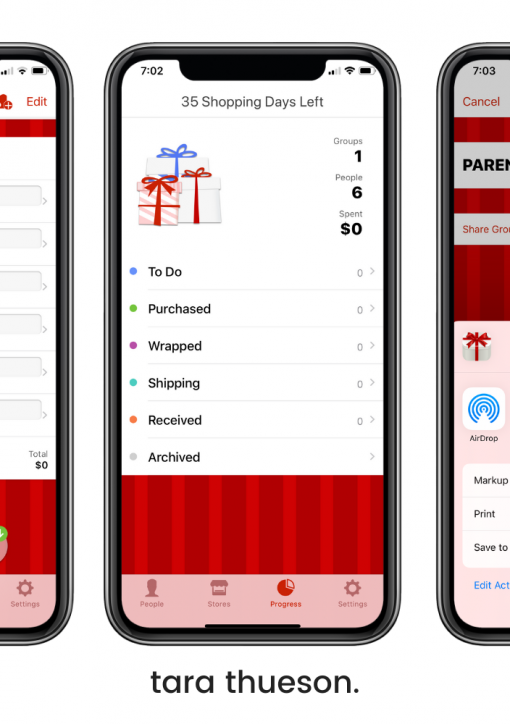 Edit
Total
$0
Settings
7:02
35 Shopping Days Left
Groups
1
People
6
Spent
$0
To Do 0
Purchased 0
Wrapped 0
Shipping 0
Received 0
Archived
People
Stores
Progress
Settings
7:03
Cancel
PAREN
Share Grou
AirDrop
Markup
Print
Save to
Edit Act
tara thueson.